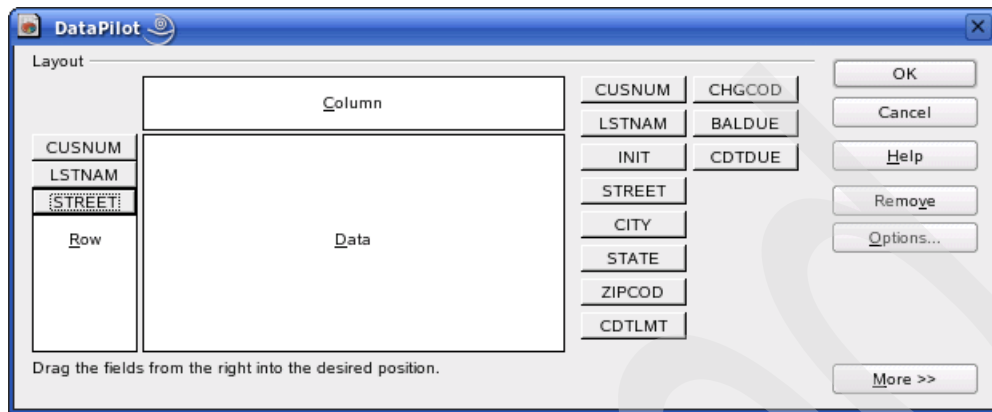 DataPilot
Layout
Column
CUSNUM
LSTNAM
STREET
Row
Data
CUSNUM
CHGCOD
LSTNAM
BALDUE
INIT
CDTDUE
STREET
CITY
STATE
ZIPCOD
CDTLMT
OK
Cancel
Help
Remove
Options...
More >>
Drag the fields from the right into the desired position.